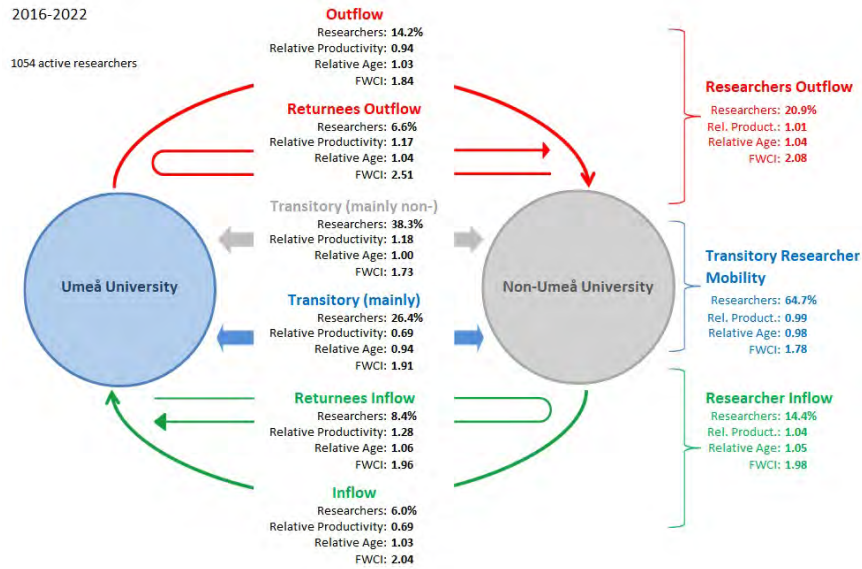 2016-2022
1054 active researchers
Outflow
Researchers: 14.2%
Relative Productivity: 0.94
Relative Age: 1.03
FWCI: 1.84
Returnees Outflow
Researchers: 6.6%
Relative Productivity: 1.17
Relative Age: 1.04
FWCI: 2.51
Transitory (mainly non-)
Researchers: 38.3%
Relative Productivity: 1.18
Relative Age: 1.00
FWCI: 1.73
Umeå University
Non-Umeå University
Transitory (mainly)
Researchers: 26.4%
Relative Productivity: 0.69
Relative Age: 0.94
FWCI: 1.91
Returnees Inflow
Researchers: 8.4%
Relative Productivity: 1.28
Relative Age: 1.06
FWCI: 1.96
Inflow
Researchers: 6.0%
Relative Productivity: 0.69
Relative Age: 1.03
FWCI: 2.04
Researchers Outflow
Researchers: 20.9%
Rel. Product.: 1.01
Relative Age: 1.04
FWCI: 2.08
Transitory Researcher
Mobility
Researchers: 64.7%
Rel. Product.: 0.99
Relative Age: 0.98
FWCI: 1.78
Researcher Inflow
Researchers: 14.4%
Rel. Product.: 1.04
Relative Age: 1.05
FWCI: 1.98